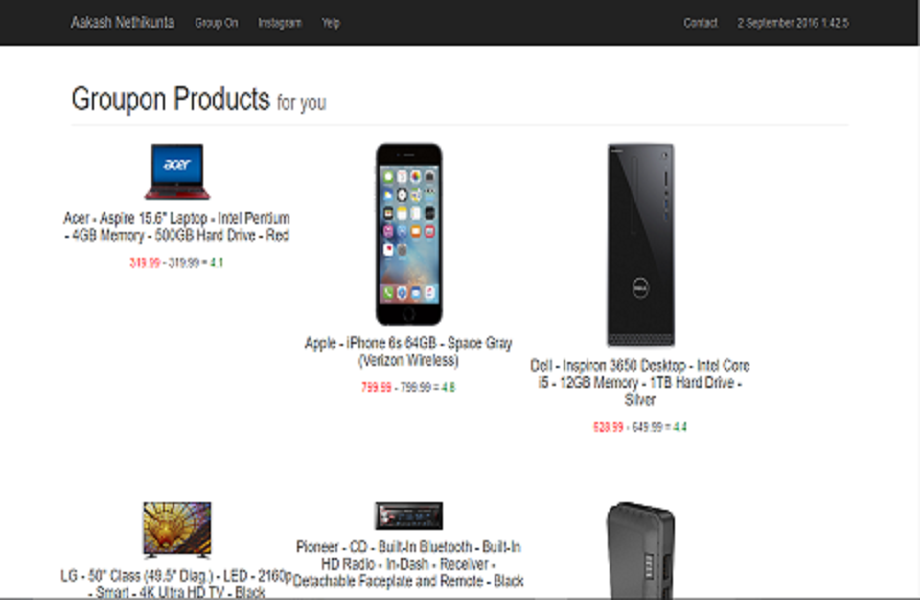 Aakash Nethikunta Group On Instagram Yelp Contact 2 September 2016 1:42:5
Groupon Products for you
acer
Acer - Aspire 15.6" Laptop - Intel Pentium
- 4GB Memory - 500GB Hard Drive - Red
319.99 - 319.99 = 4.1
Apple - iPhone 6s 64GB - Space Gray
(Verizon Wireless)
799.99 - 799.99 = 4.8
DELL
Dell - Inspiron 3650 Desktop - Intel Core
i5 - 12GB Memory - 1TB Hard Drive -
Silver
- 649.99 = 4.4
LG - 50" Class (49.5" Diag.) - LED - 2160p
- Smart - 4K Ultra HD TV - Black
Pioneer - CD - Built-In Bluetooth - Built-In
HD Radio - In-Dash - Receiver -
Detachable Faceplate and Remote - Black